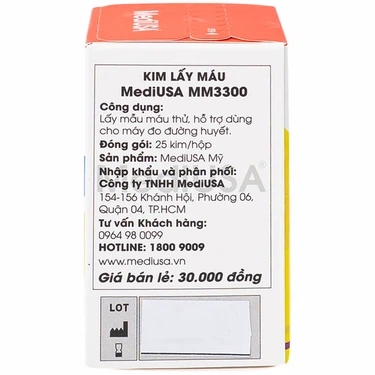 MediUSA
KIM LẤY MÁU
MediUSA MM3300
Công dụng:
Lấy mẫu máu thử, hỗ trợ dùng
cho máy đo đường huyết.
Đóng gói: 25 kim/hộp
Sản phẩm: MediUSA Mỹ
Nhập khẩu và phân phối:
Công ty TNHH MediUSA
154-156 Khánh Hội, Phường 06,
Quận 04, TP.HCM
Tư vấn Khách hàng:
0964 98 0099
HOTLINE: 1800 9009
www.mediusa.vn
Giá bán lẻ: 30.000 đồng
LOT
MediUSA®